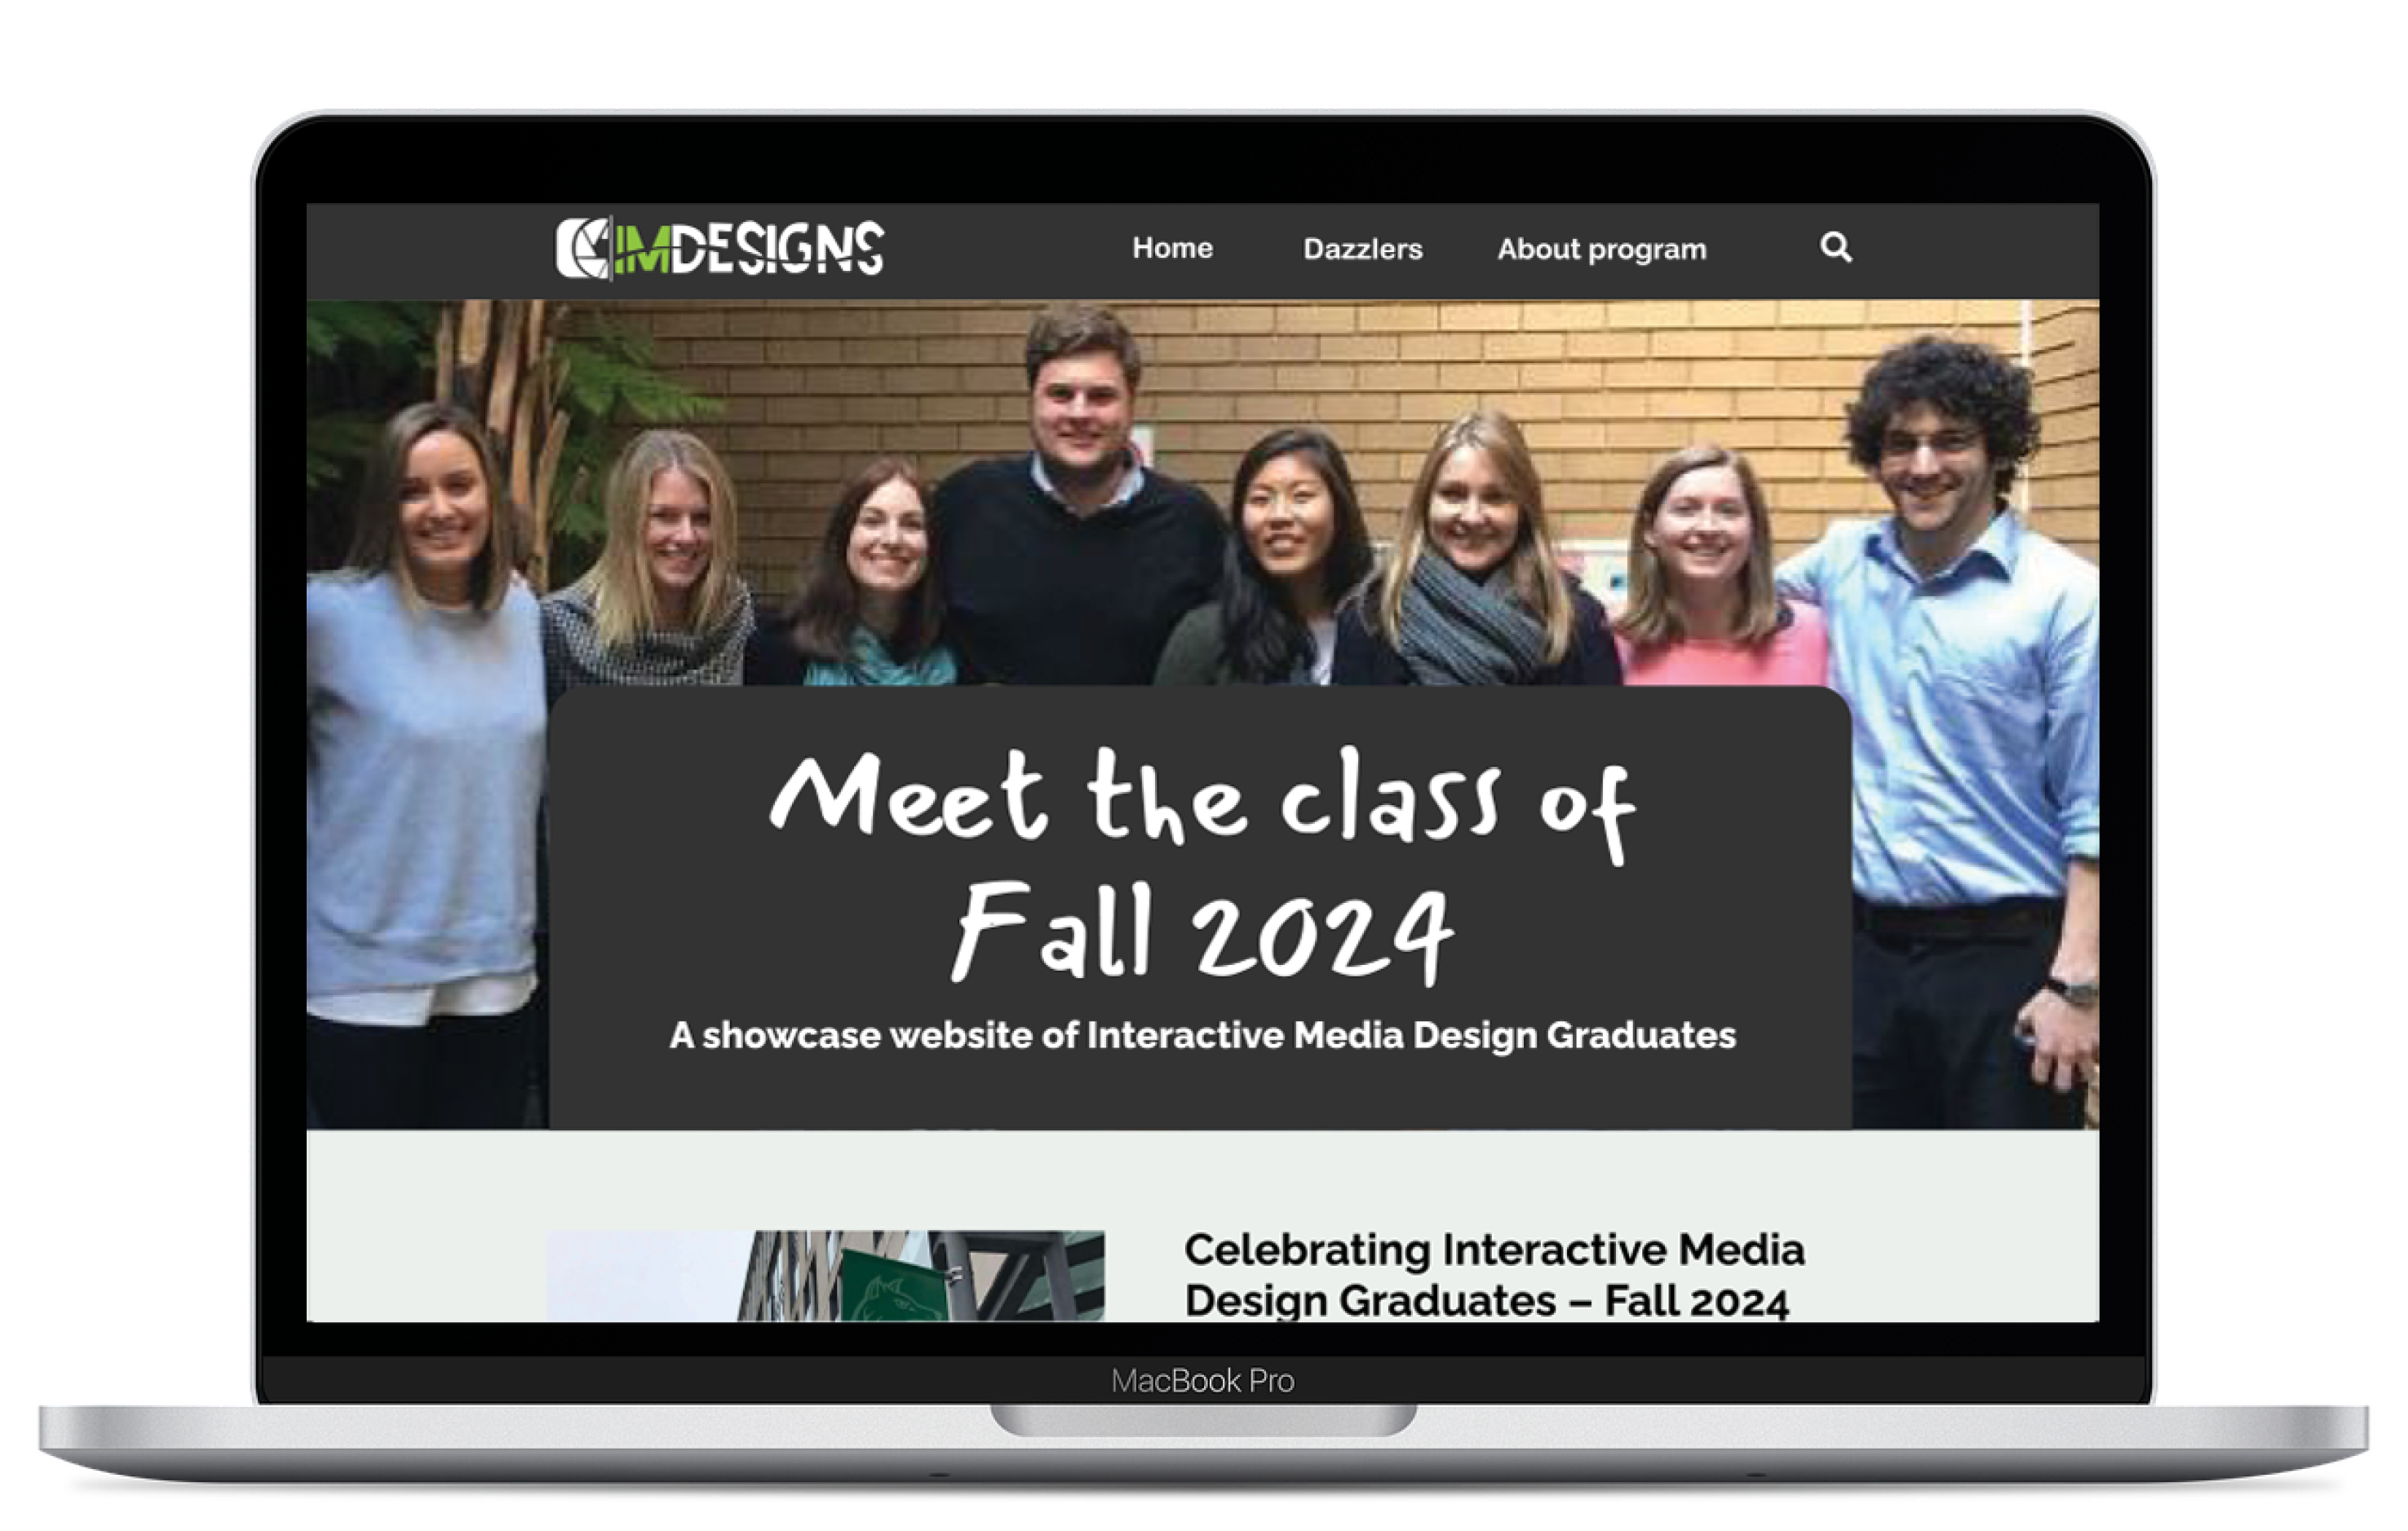 IMDESIGNS
Home
Dazzlers
About program
Meet the class of
Fall 2024
A showcase website of Interactive Media Design Graduates
Celebrating Interactive Media
Design Graduates – Fall 2024
MacBook Pro